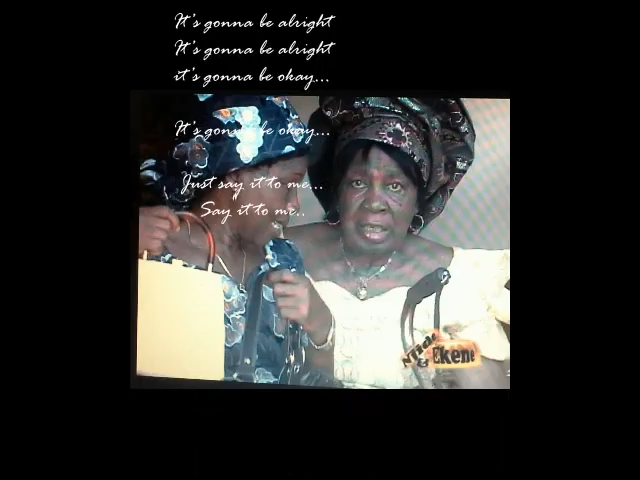 It's gonna be alright
It's gonna be alright
it's gonna be okay...
It's gonna be okay...
Just say it to me...
Say it to me..
& Ekene